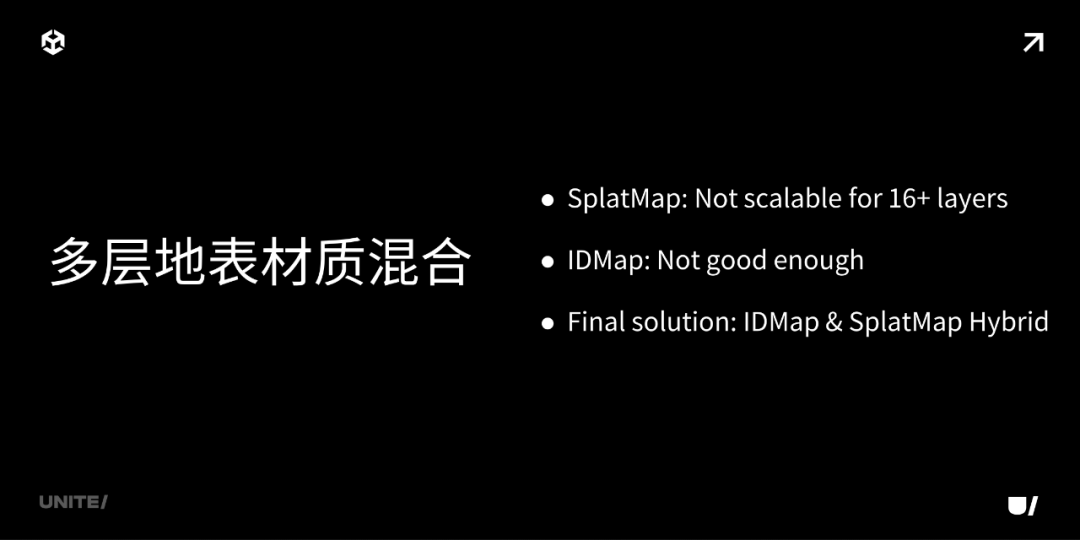 多层地表材质混合
● SplatMap: Not scalable for 16+ layers
● IDMap: Not good enough
● Final solution: IDMap & SplatMap Hybrid
UNITE/
U/